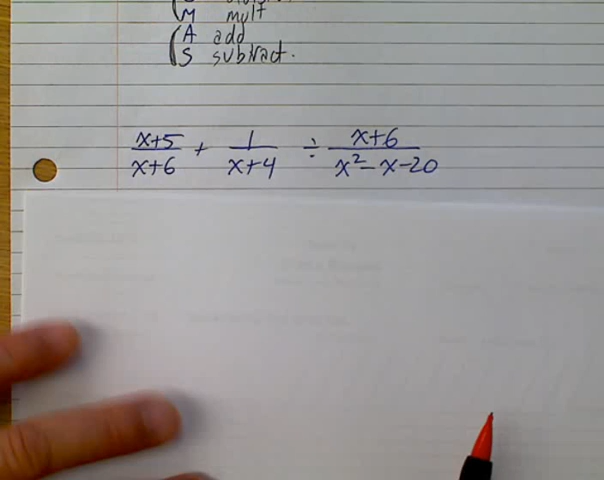 M mult
A add
S subtract.
x+5/x+6 + 1/x+4 ÷ x+6/x²-x-20